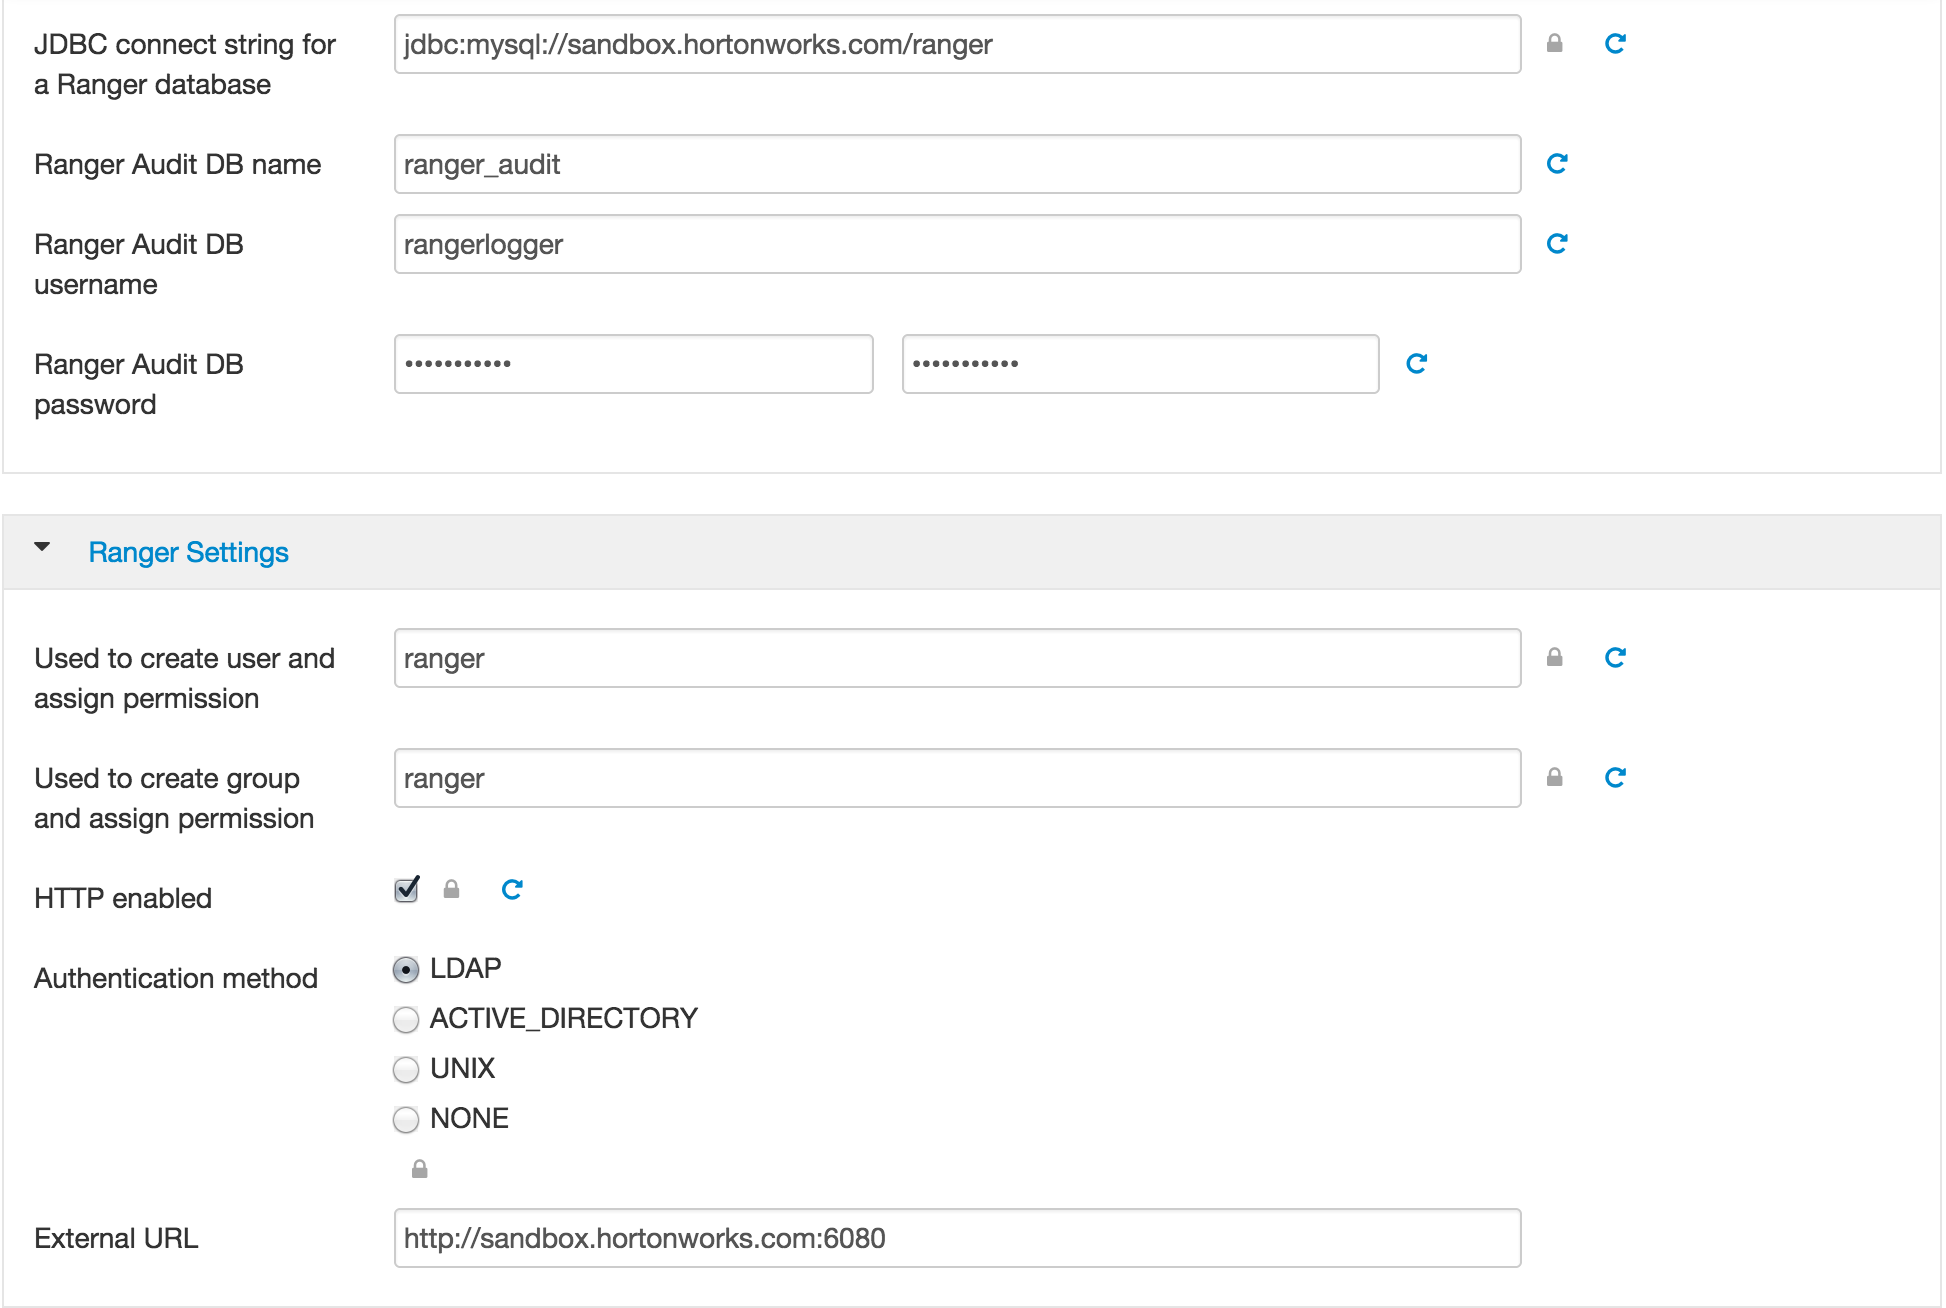 JDBC connect string for
a Ranger database
jdbc:mysql://sandbox.hortonworks.com/ranger
Ranger Audit DB name
ranger_audit
Ranger Audit DB
username
rangerlogger
Ranger Audit DB
password
••••••••••• •••••••••••
Ranger Settings
Used to create user and
assign permission
ranger
Used to create group
and assign permission
ranger
HTTP enabled
Authentication method
LDAP
ACTIVE_DIRECTORY
UNIX
NONE
External URL
http://sandbox.hortonworks.com:6080